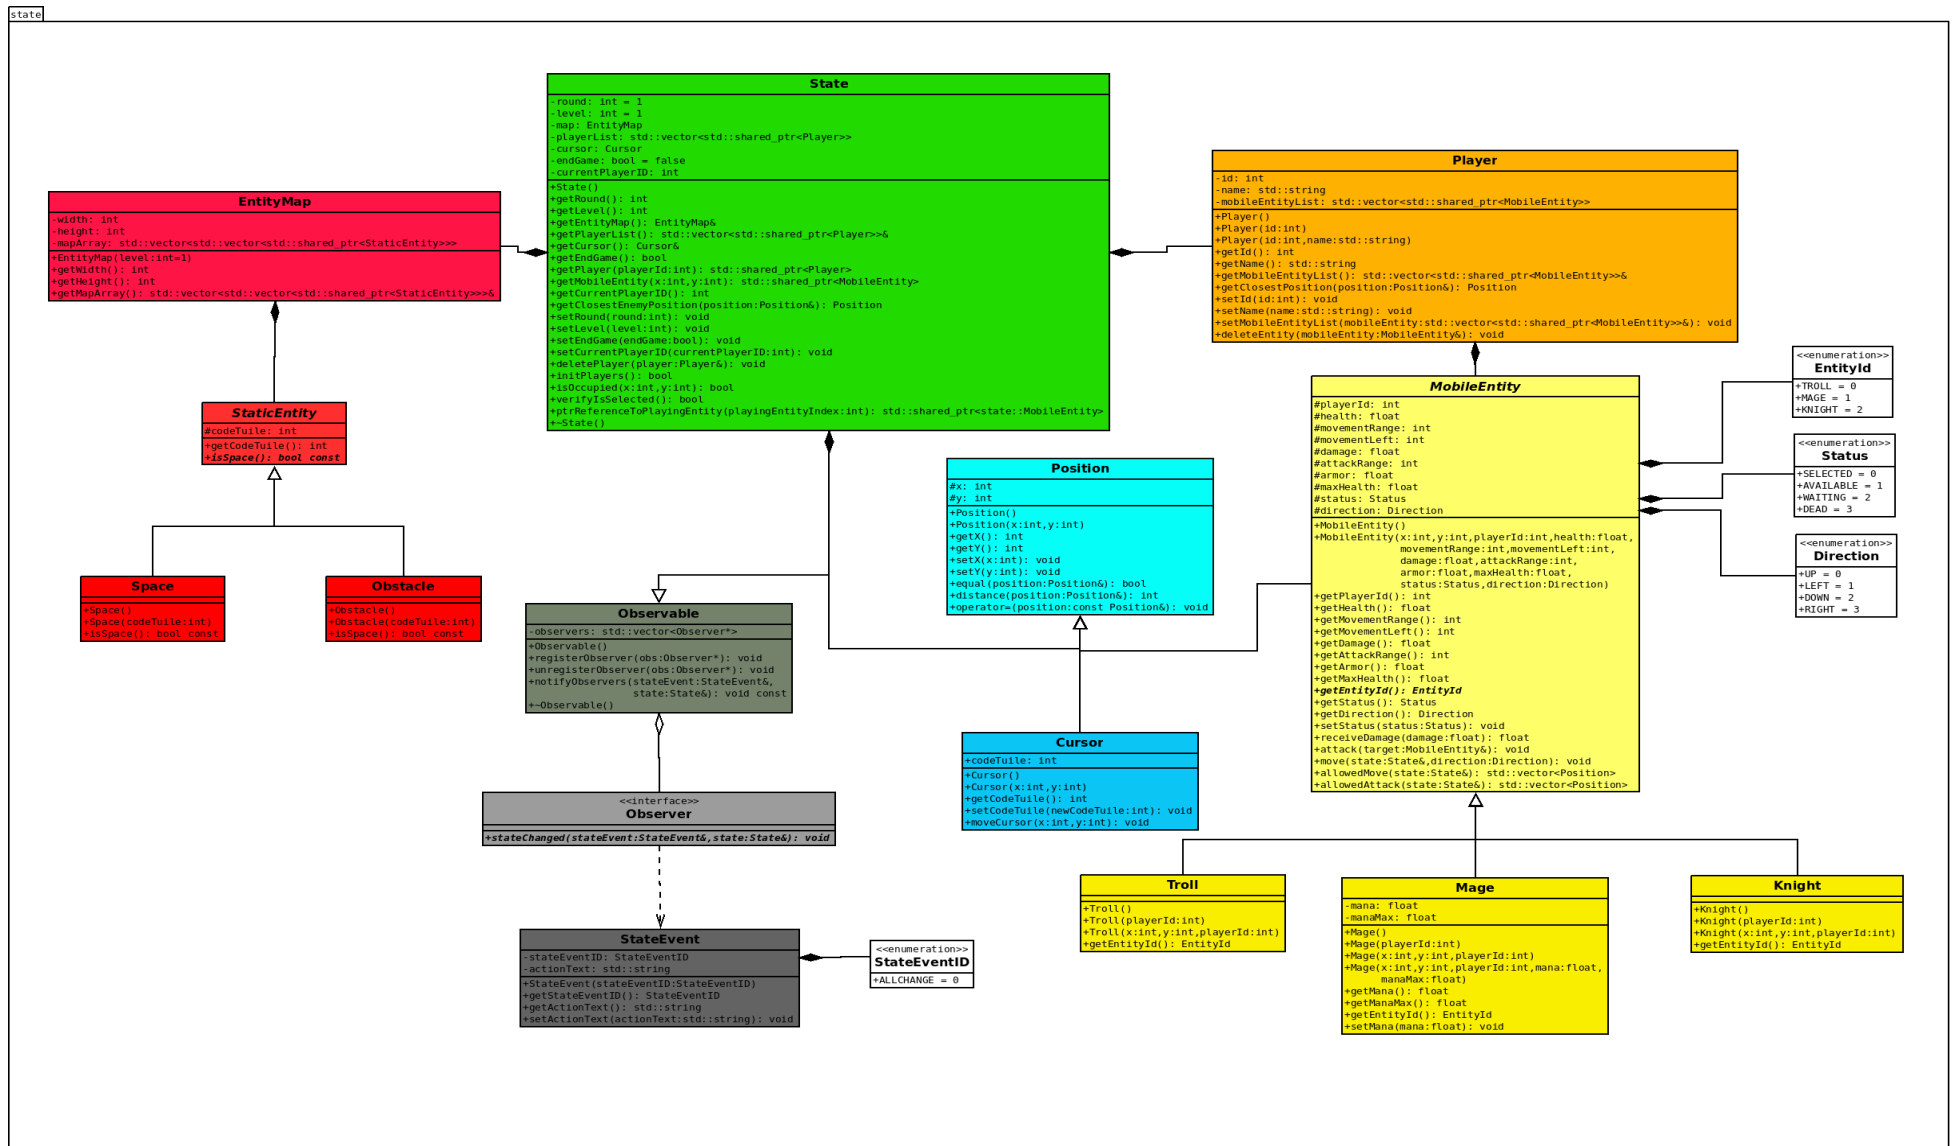 state
State
-round: int = 1
-level: int = 1
-map: EntityMap
-playerList: std::vector<std::shared_ptr<Player>>
-cursor: Cursor
-endGame: bool = false
-currentPlayerID: int
+State()
+getRound(): int
+getLevel(): int
+getEntityMap(): EntityMap&
+getPlayerList(): std::vector<std::shared_ptr<Player>>&
+getCursor(): Cursor&
+getEndGame(): bool
+getPlayer(playerId:int): std::shared_ptr<Player>
+getMobileEntity(x:int,y:int): std::shared_ptr<MobileEntity>
+getCurrentPlayerID(): int
+getClosestEnemyPosition(position:Position&): Position
+setRound(round:int): void
+setLevel(level:int): void
+setEndGame(endGame:bool): void
+setCurrentPlayerID(currentPlayerID:int): void
+deletePlayer(player:Player&): void
+initPlayers(): bool
+isOccupied(x:int,y:int): bool
+verifyIsSelected(): bool
+ptrReferenceToPlayingEntity(playingEntityIndex:int): std::shared_ptr<state::MobileEntity>
+~State()
EntityMap
-width: int
-height: int
-mapArray: std::vector<std::vector<std::shared_ptr<StaticEntity>>>
+EntityMap(level:int=1)
+getWidth(): int
+getHeight(): int
+getMapArray(): std::vector<std::vector<std::shared_ptr<StaticEntity>>>&
Player
-id: int
-name: std::string
-mobileEntityList: std::vector<std::shared_ptr<MobileEntity>>
+Player()
+Player(id:int)
+Player(id:int,name:std::string)
+getId(): int
+getName(): std::string
+getMobileEntityList(): std::vector<std::shared_ptr<MobileEntity>>&
+getClosestPosition(position:Position&): Position
+setId(id:int): void
+setName(name:std::string): void
+setMobileEntityList(mobileEntity:std::vector<std::shared_ptr<MobileEntity>>&): void
+deleteEntity(mobileEntity:MobileEntity&): void
StaticEntity
#codeTuile: int
+getCodeTuile(): int
+isSpace(): bool const
Space
+Space()
+Space(codeTuile:int)
+isSpace(): bool const
Obstacle
+Obstacle()
+Obstacle(codeTuile:int)
+isSpace(): bool const
MobileEntity
#playerId: int
#health: float
#movementRange: int
#movementLeft: int
#damage: float
#attackRange: int
#armor: float
#maxHealth: float
#status: Status
#direction: Direction
+MobileEntity()
+MobileEntity(x:int,y:int,playerId:int,health:float,
movementRange:int,movementLeft:int,
damage:float,attackRange:int,
armor:float,maxHealth:float,
status:Status,direction:Direction)
+getPlayerId(): int
+getHealth(): float
+getMovementRange(): int
+getMovementLeft(): int
+getDamage(): float
+getAttackRange(): int
+getArmor(): float
+getMaxHealth(): float
+getEntityId(): EntityId
+getStatus(): Status
+getDirection(): Direction
+setStatus(status:Status): void
+receiveDamage(damage:float): float
+attack(target:MobileEntity&): void
+move(state:State&,direction:Direction): void
+allowedMove(state:State&): std::vector<Position>
+allowedAttack(state:State&): std::vector<Position>
<<enumeration>>
EntityId
+TROLL = 0
+MAGE = 1
+KNIGHT = 2
<<enumeration>>
Status
+SELECTED = 0
+AVAILABLE = 1
+WAITING = 2
+DEAD = 3
<<enumeration>>
Direction
+UP = 0
+LEFT = 1
+DOWN = 2
+RIGHT = 3
Position
#x: int
#y: int
+Position()
+Position(x:int,y:int)
+getX(): int
+getY(): int
+setX(x:int): void
+setY(y:int): void
+equal(position:Position&): bool
+distance(position:Position&): int
+operator=(position:const Position&): void
Observable
-observers: std::vector<Observer*>
+Observable()
+registerObserver(obs:Observer*): void
+unregisterObserver(obs:Observer*): void
+notifyObservers(stateEvent:StateEvent&,
state:State&): void const
+~Observable()
Cursor
+codeTuile: int
+Cursor()
+Cursor(x:int,y:int)
+getCodeTuile(): int
+setCodeTuile(newCodeTuile:int): void
+moveCursor(x:int,y:int): void
<<interface>>
Observer
+stateChanged(stateEvent:StateEvent&,state:State&): void
StateEvent
-stateEventID: StateEventID
-actionText: std::string
+StateEvent(stateEventID:StateEventID)
+getStateEventID(): StateEventID
+getActionText(): std::string
+setActionText(actionText:std::string): void
<<enumeration>>
StateEventID
+ALLCHANGE = 0
Troll
+Troll()
+Troll(playerId:int)
+Troll(x:int,y:int,playerId:int)
+getEntityId(): EntityId
Mage
-mana: float
-manaMax: float
+Mage()
+Mage(playerId:int)
+Mage(x:int,y:int,playerId:int)
+Mage(x:int,y:int,playerId:int,mana:float,
manaMax:float)
+getMana(): float
+getManaMax(): float
+getEntityId(): EntityId
+setMana(mana:float): void
Knight
+Knight()
+Knight(playerId:int)
+Knight(x:int,y:int,playerId:int)
+getEntityId(): EntityId